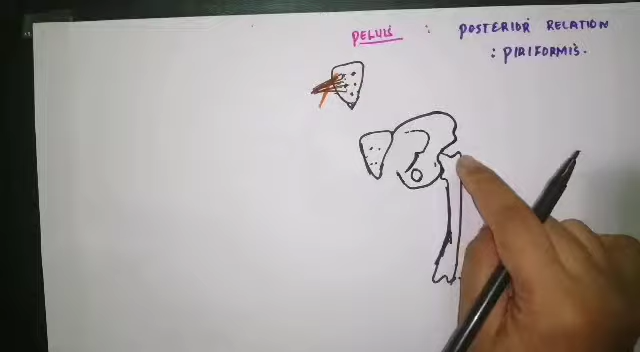 PELVIS : POSTERIOR RELATION
: PIRIFORMIS.